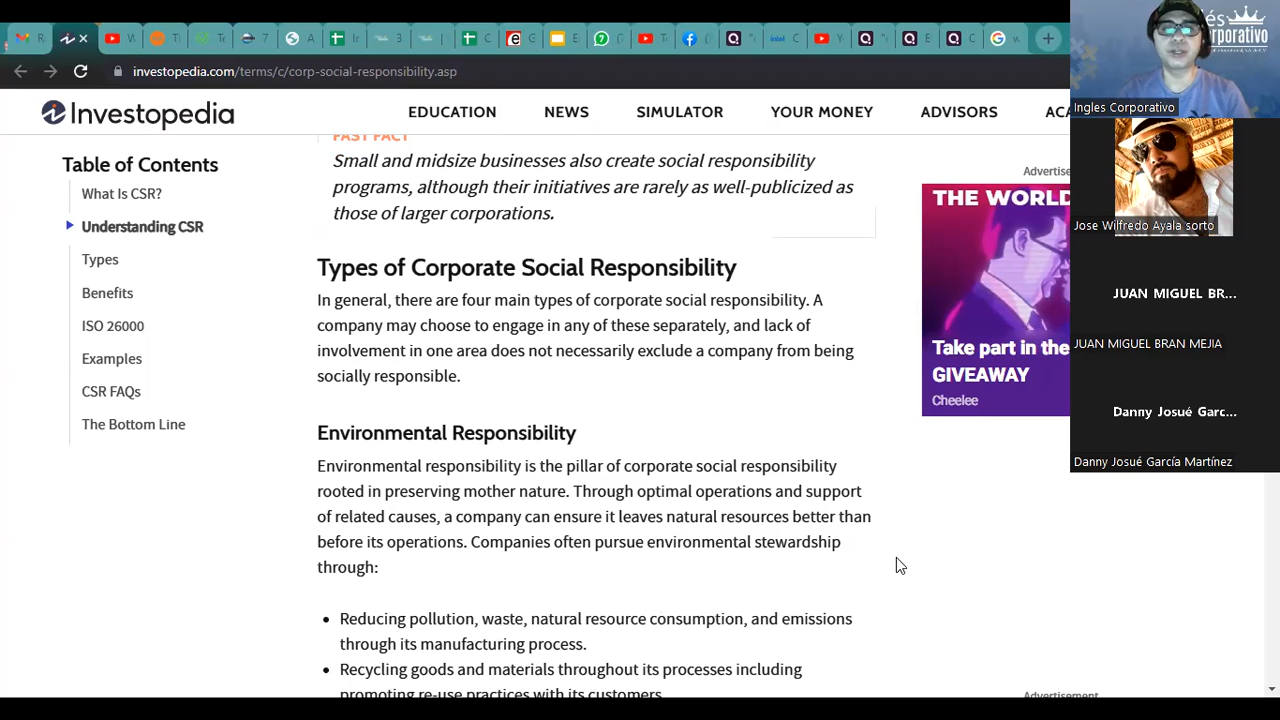 investopedia.com/terms/c/corp-social-responsibility.asp
Investopedia
EDUCATION
NEWS
SIMULATOR
YOUR MONEY
ADVISORS
Table of Contents
What Is CSR?
Understanding CSR
Types
Benefits
ISO 26000
Examples
CSR FAQs
The Bottom Line
FAST FACT
Small and midsize businesses also create social responsibility
programs, although their initiatives are rarely as well-publicized as
those of larger corporations.
Types of Corporate Social Responsibility
In general, there are four main types of corporate social responsibility. A
company may choose to engage in any of these separately, and lack of
involvement in one area does not necessarily exclude a company from being
socially responsible.
Environmental Responsibility
Environmental responsibility is the pillar of corporate social responsibility
rooted in preserving mother nature. Through optimal operations and support
of related causes, a company can ensure it leaves natural resources better than
before its operations. Companies often pursue environmental stewardship
through:
• Reducing pollution, waste, natural resource consumption, and emissions
through its manufacturing process.
• Recycling goods and materials throughout its processes including
promoting re-use practices with its customers.
THE WORLD
Take part in the
GIVEAWAY
Cheelee
Advertisement
Ingles Corporativo
Jose Wilfredo Ayala sorto
JUAN MIGUEL BR...
JUAN MIGUEL BRAN MEJIA
Danny Josué Garc...
Danny Josué García Martínez